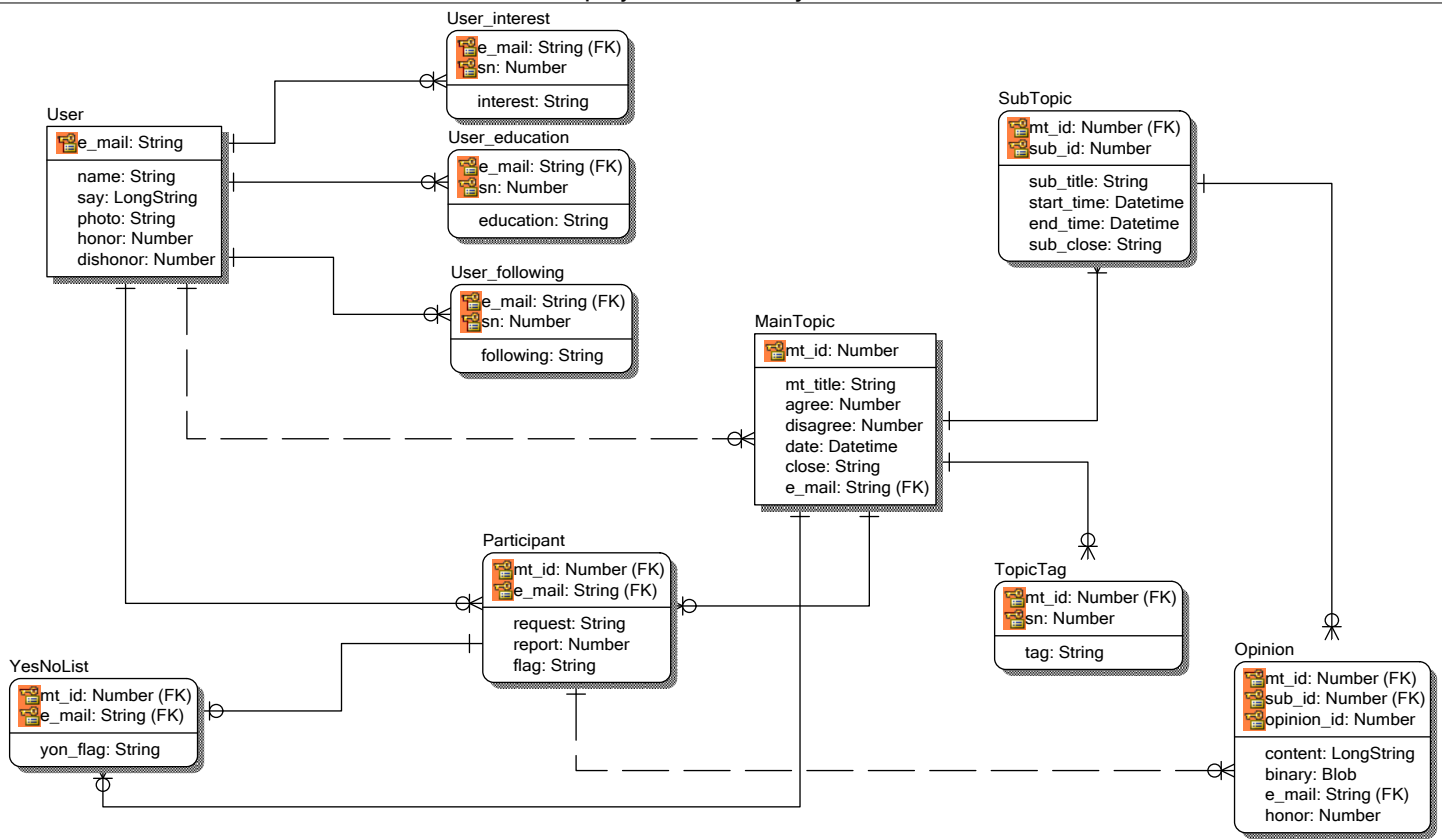 User_interest
e_mail: String (FK)
sn: Number
interest: String
User
e_mail: String
name: String
say: LongString
photo: String
honor: Number
dishonor: Number
User_education
e_mail: String (FK)
sn: Number
education: String
User_following
e_mail: String (FK)
sn: Number
following: String
SubTopic
mt_id: Number (FK)
sub_id: Number
sub_title: String
start_time: Datetime
end_time: Datetime
sub_close: String
MainTopic
mt_id: Number
mt_title: String
agree: Number
disagree: Number
date: Datetime
close: String
e_mail: String (FK)
Participant
mt_id: Number (FK)
e_mail: String (FK)
request: String
report: Number
flag: String
TopicTag
mt_id: Number (FK)
sn: Number
tag: String
YesNoList
mt_id: Number (FK)
e_mail: String (FK)
yon_flag: String
Opinion
mt_id: Number (FK)
sub_id: Number (FK)
opinion_id: Number
content: LongString
binary: Blob
e_mail: String (FK)
honor: Number